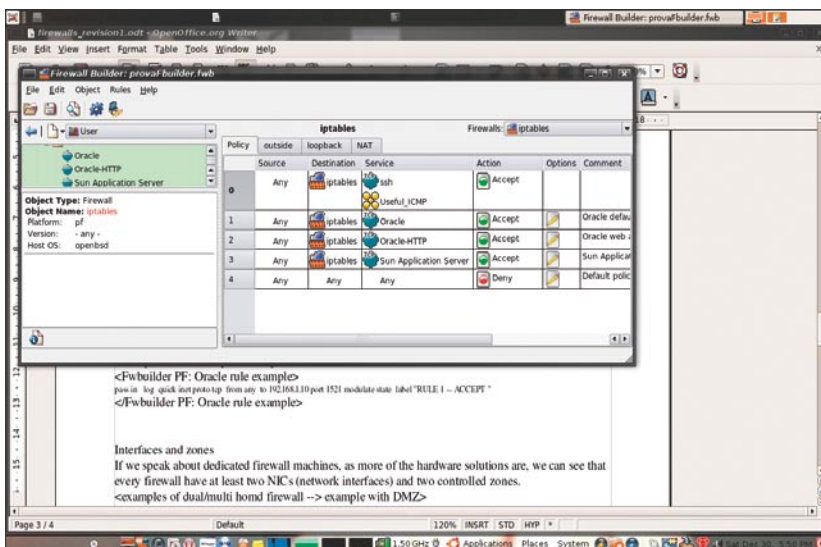 Firewall Builder: provaFbuilder.fwb
firewalls_revision1.odt - OpenOffice.org Writer
File Edit View Insert Format Table Tools Window Help
Firewall Builder: provaFbuilder.fwb
File Edit Object Rules Help
User
iptables
Firewalls: iptables
Oracle
Oracle-HTTP
Sun Application Server
Policy outside loopback NAT
Source Destination Service Action Options Comment
0 Any iptables ssh Accept
Useful_ICMP
1 Any iptables Oracle Accept Oracle defau
2 Any iptables Oracle-HTTP Accept Oracle web a
3 Any iptables Sun Application Server Accept Sun Applicat
4 Any Any Any Deny Default polic
Object Type: Firewall
Object Name: iptables
Platform: pf
Version: - any -
Host OS: openbsd
<Fwbuilder PF: Oracle rule example>
pass in log quick inet proto tcp from any to 192.168.1.10 port 1521 modulate state label "RULE 1 -- ACCEPT "
</Fwbuilder PF: Oracle rule example>
Interfaces and zones
If we speak about dedicated firewall machines, as more of the hardware solutions are, we can see that
every firewall have at least two NICs (network interfaces) and two controlled zones.
<examples of dual/multi homd firewall --> example with DMZ>
Page 3 / 4 Default 120% INSRT STD HYP *
1.50 GHz Applications Places System Sat Dec 30, 5:50 PM